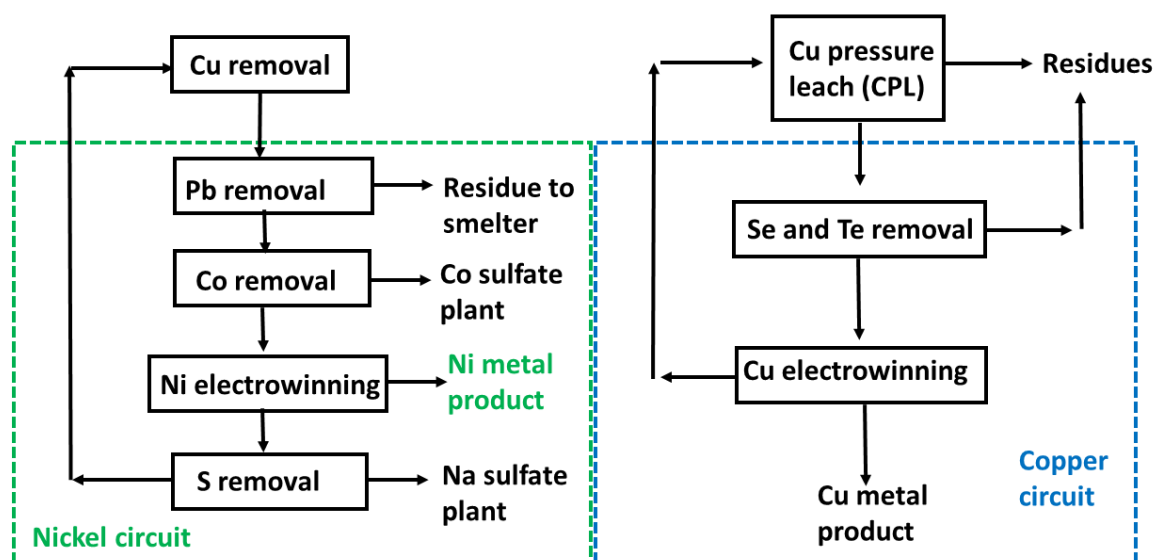 Cu removal
Pb removal
Residue to
smelter
Co removal
Co sulfate
plant
Ni electrowinning
Ni metal
product
S removal
Na sulfate
plant
Nickel circuit
Cu pressure
leach (CPL)
Residues
Se and Te removal
Cu electrowinning
Cu metal
product
Copper
circuit